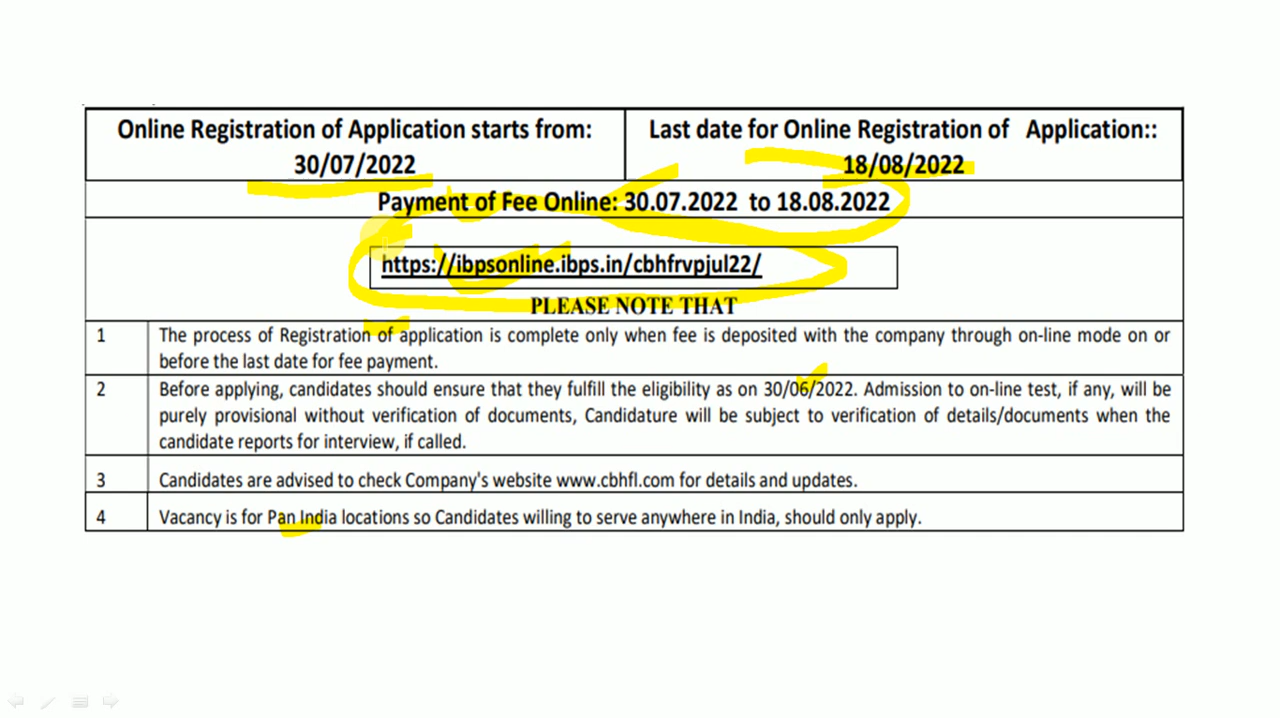 Online Registration of Application starts from:
30/07/2022
Last date for Online Registration of Application::
18/08/2022
Payment of Fee Online: 30.07.2022 to 18.08.2022
https://ibpsonline.ibps.in/cbhfrvpjul22/
PLEASE NOTE THAT
1 The process of Registration of application is complete only when fee is deposited with the company through on-line mode on or
before the last date for fee payment.
2 Before applying, candidates should ensure that they fulfill the eligibility as on 30/06/2022. Admission to on-line test, if any, will be
purely provisional without verification of documents, Candidature will be subject to verification of details/documents when the
candidate reports for interview, if called.
3 Candidates are advised to check Company's website www.cbhfl.com for details and updates.
4 Vacancy is for Pan India locations so Candidates willing to serve anywhere in India, should only apply.